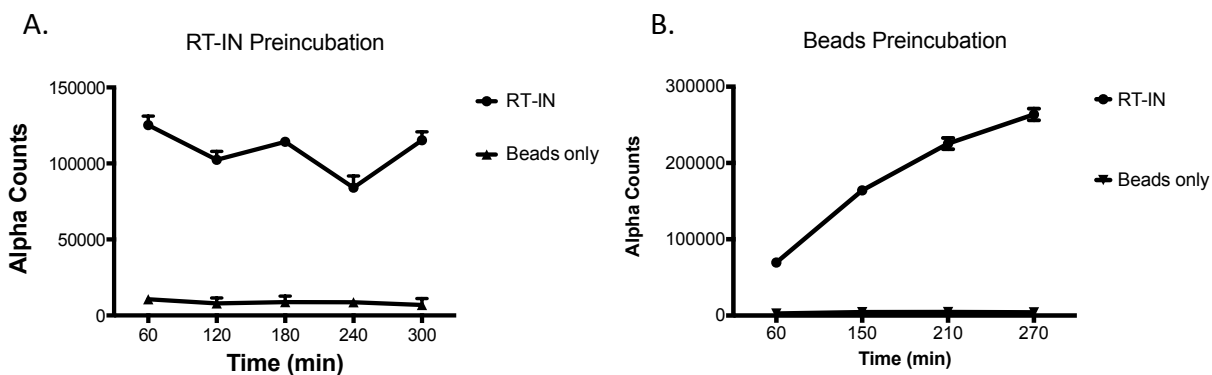 A.
RT-IN Preincubation
150000
100000
50000
0
Alpha Counts
60 120 180 240 300
Time (min)
RT-IN
Beads only
B.
Beads Preincubation
300000
200000
100000
0
Alpha Counts
60 150 210 270
Time (min)
RT-IN
Beads only